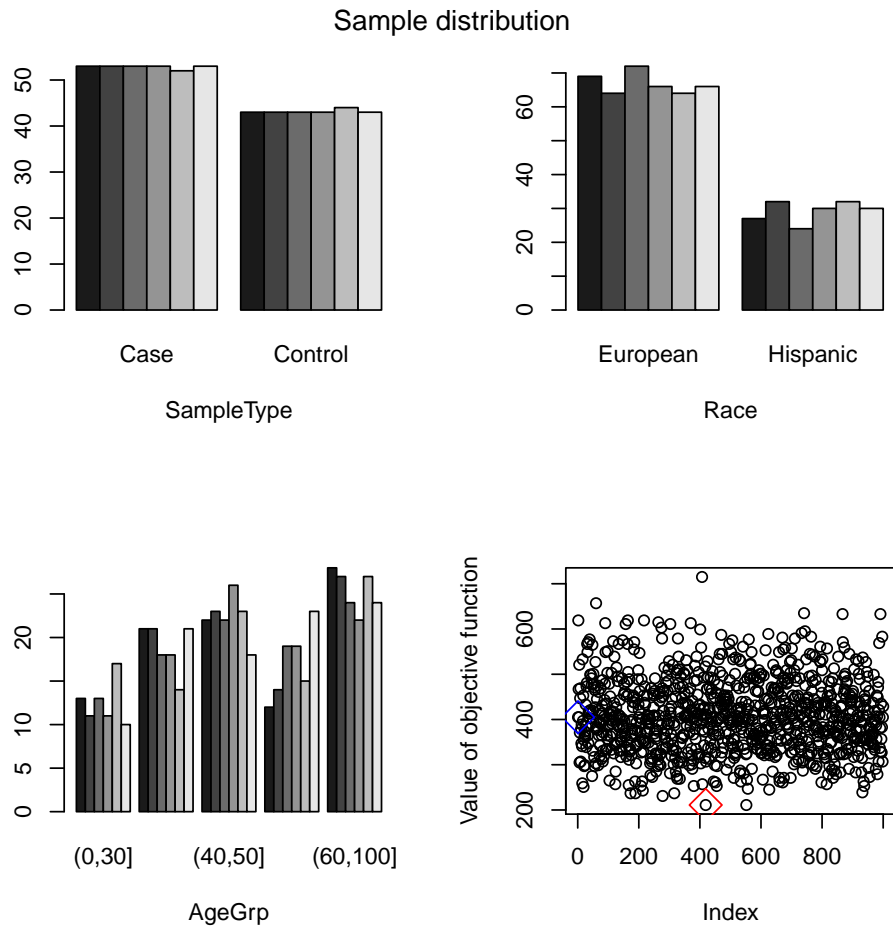 Sample distribution
0 10 20 30 40 50
Case Control
SampleType
0 20 40 60
European Hispanic
Race
0 5 10 20
(0,30] (40,50] (60,100]
AgeGrp
Value of objective function
200 400 600
0 200 400 600 800
Index